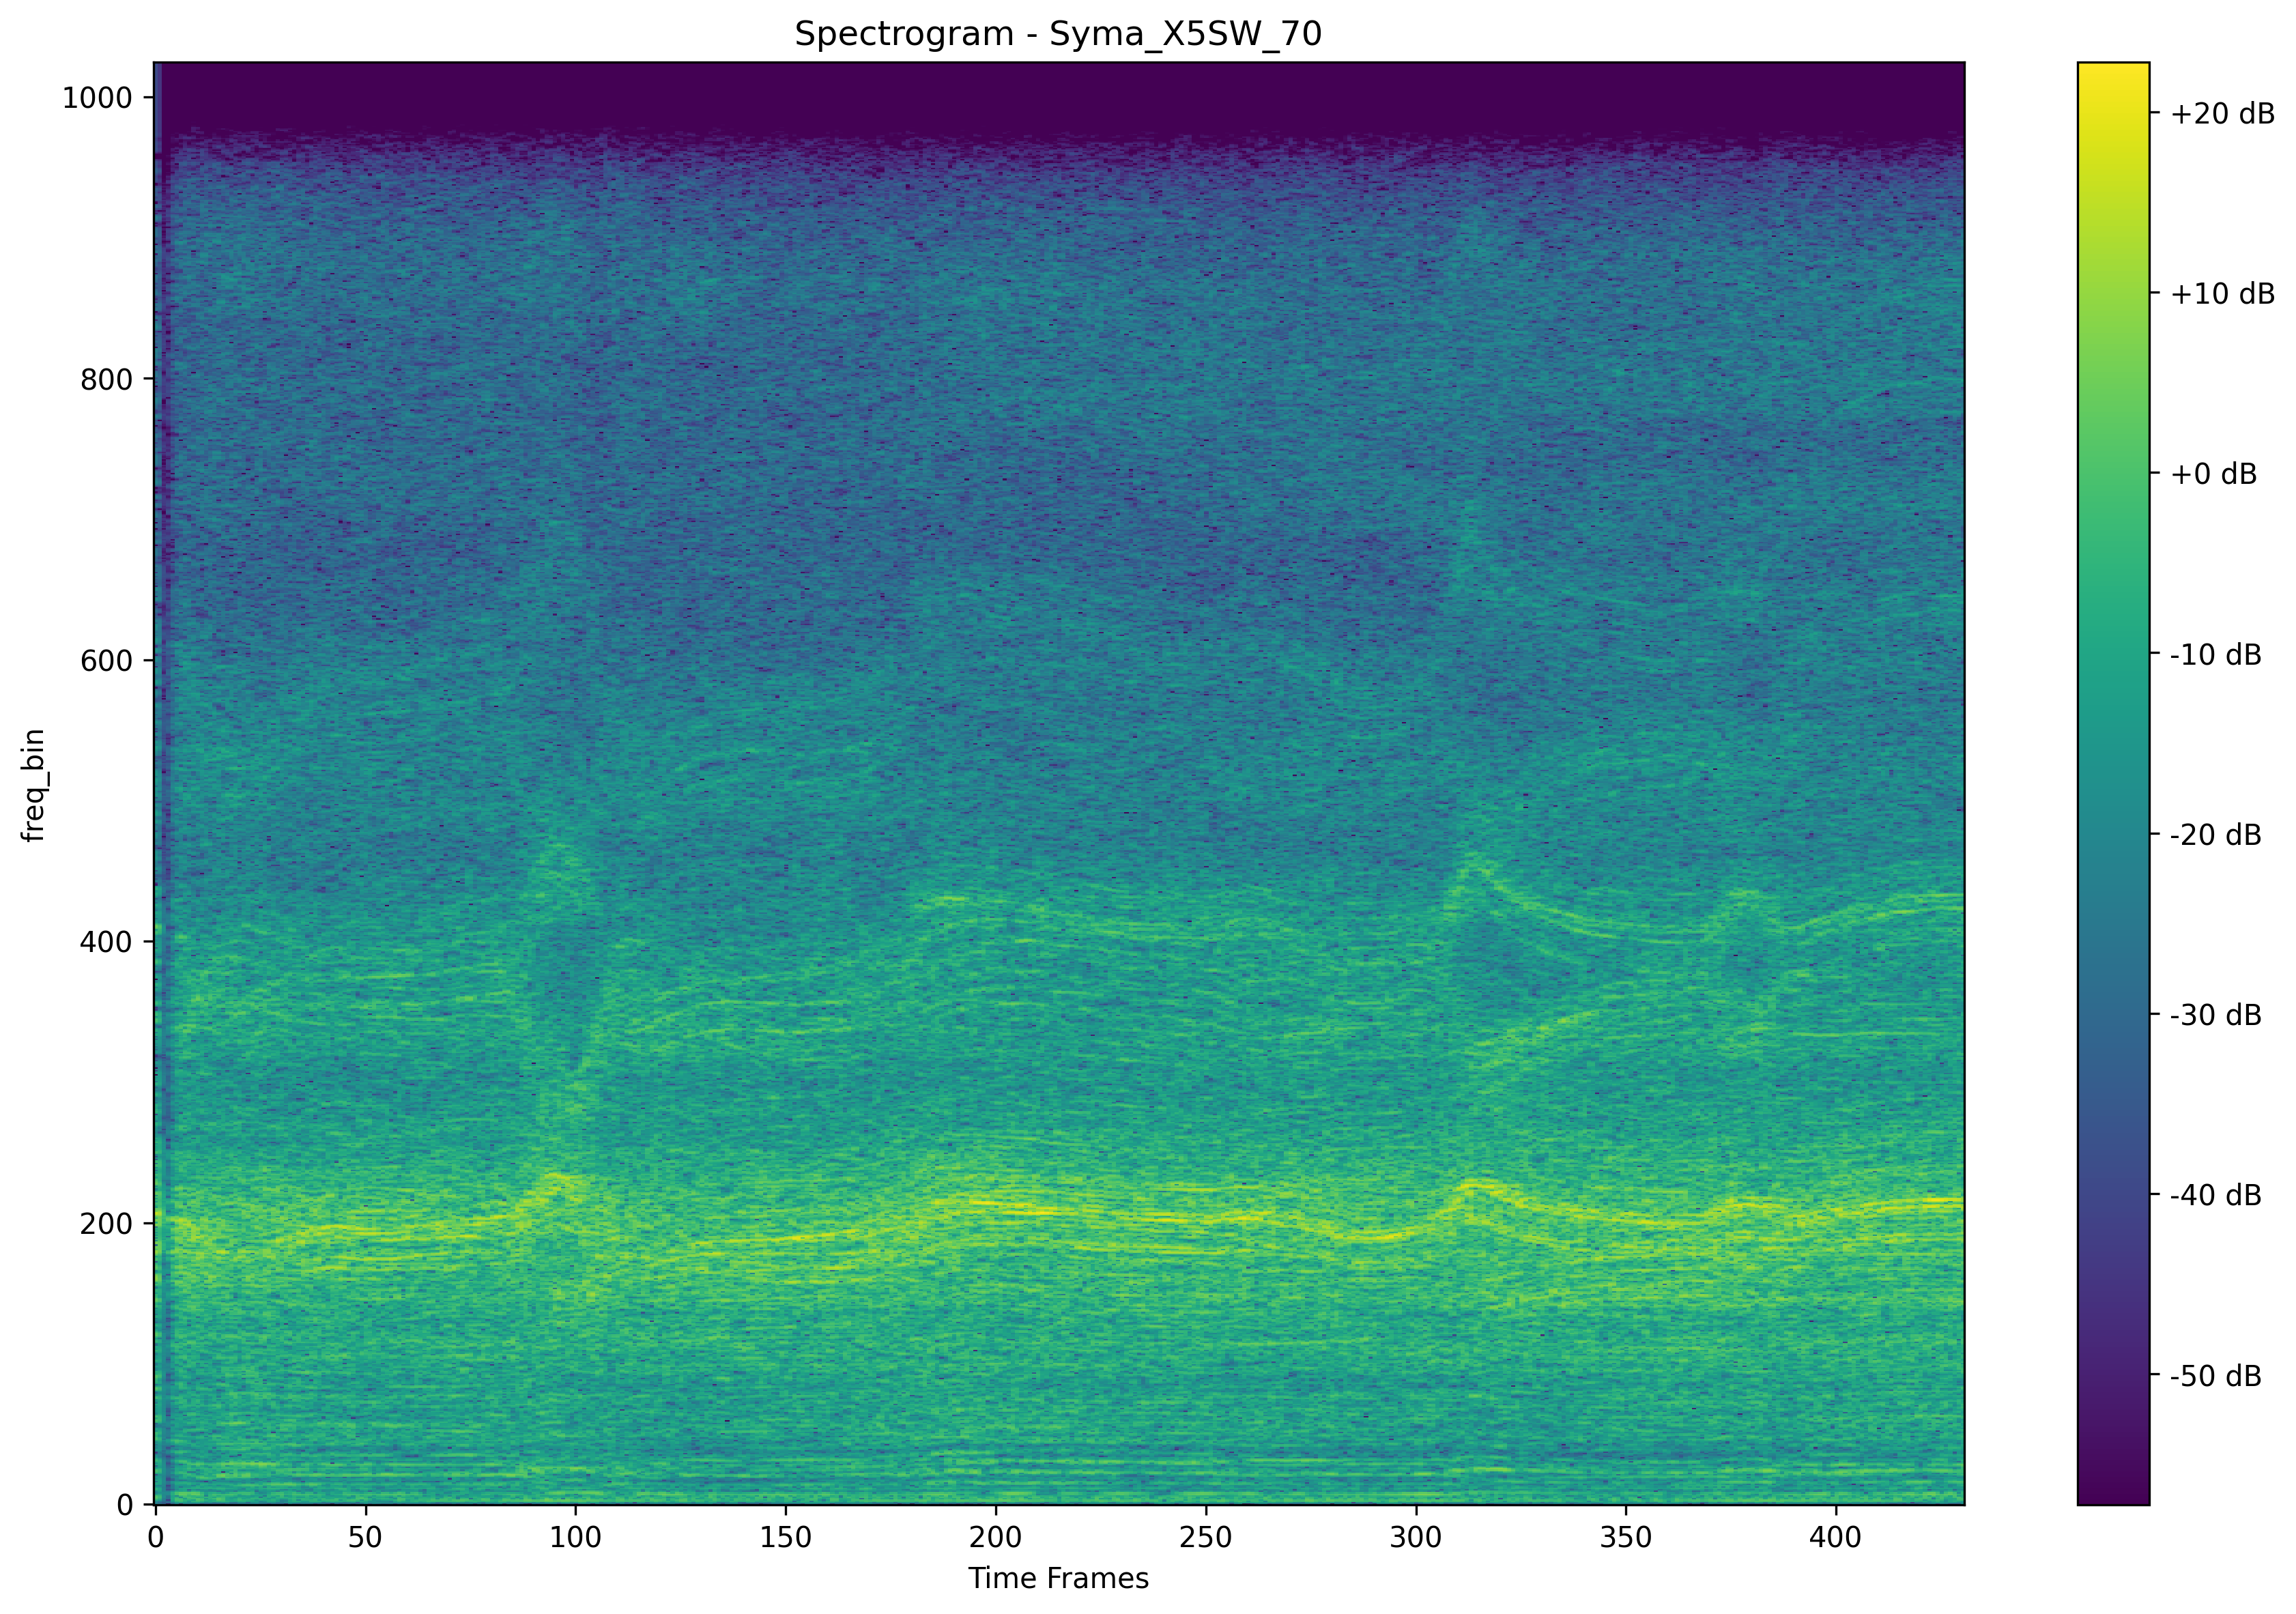 Spectrogram - Syma_X5SW_70
1000
800
600
400
200
0
freq_bin
0 50 100 150 200 250 300 350 400
Time Frames
+20 dB
+10 dB
+0 dB
-10 dB
-20 dB
-30 dB
-40 dB
-50 dB